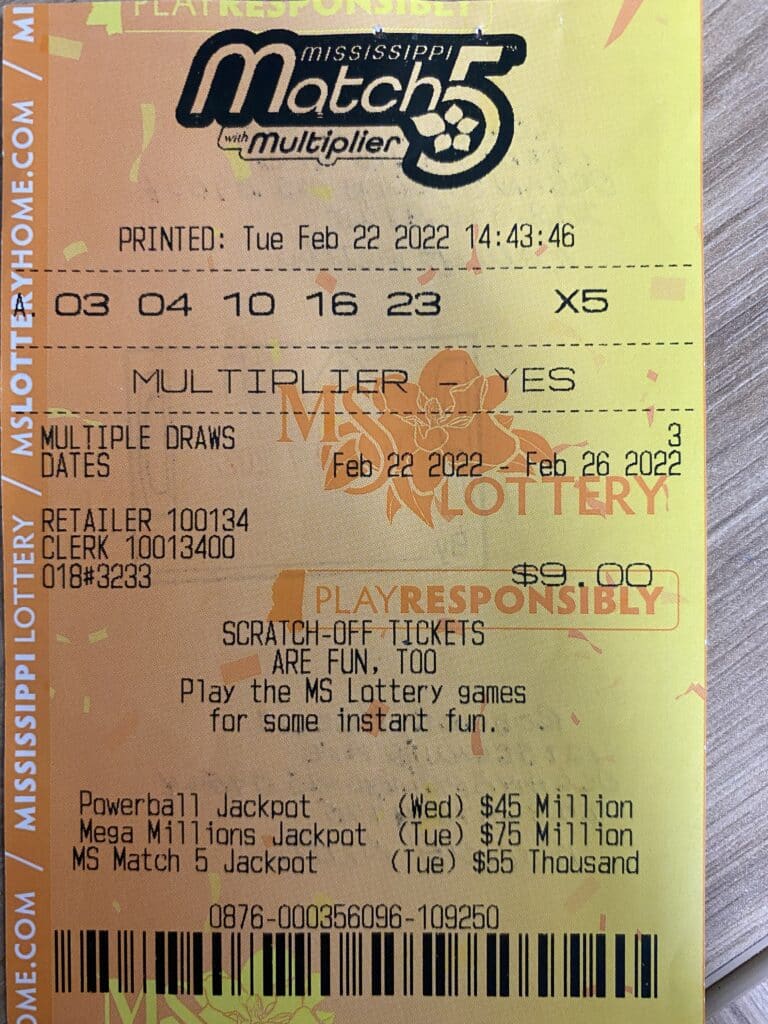 PLAYRESPONSIBLY
MISSISSIPPI
Match 5
with Multiplier
PRINTED: Tue Feb 22 2022 14:43:46
A. 03 04 10 16 23 X5
MULTIPLIER - YES
MULTIPLE DRAWS 3
DATES Feb 22 2022 - Feb 26 2022
MS LOTTERY
RETAILER 100134
CLERK 10013400
018#3233 $9.00
PLAYRESPONSIBLY
SCRATCH-OFF TICKETS
ARE FUN, TOO
Play the MS Lottery games
for some instant fun.
Powerball Jackpot (Wed) $45 Million
Mega Millions Jackpot (Tue) $75 Million
MS Match 5 Jackpot (Tue) $55 Thousand
0876-000356096-109250
MS
OME.COM / MISSISSIPPI LOTTERY / MSLOTTERYHOME.COM / MI